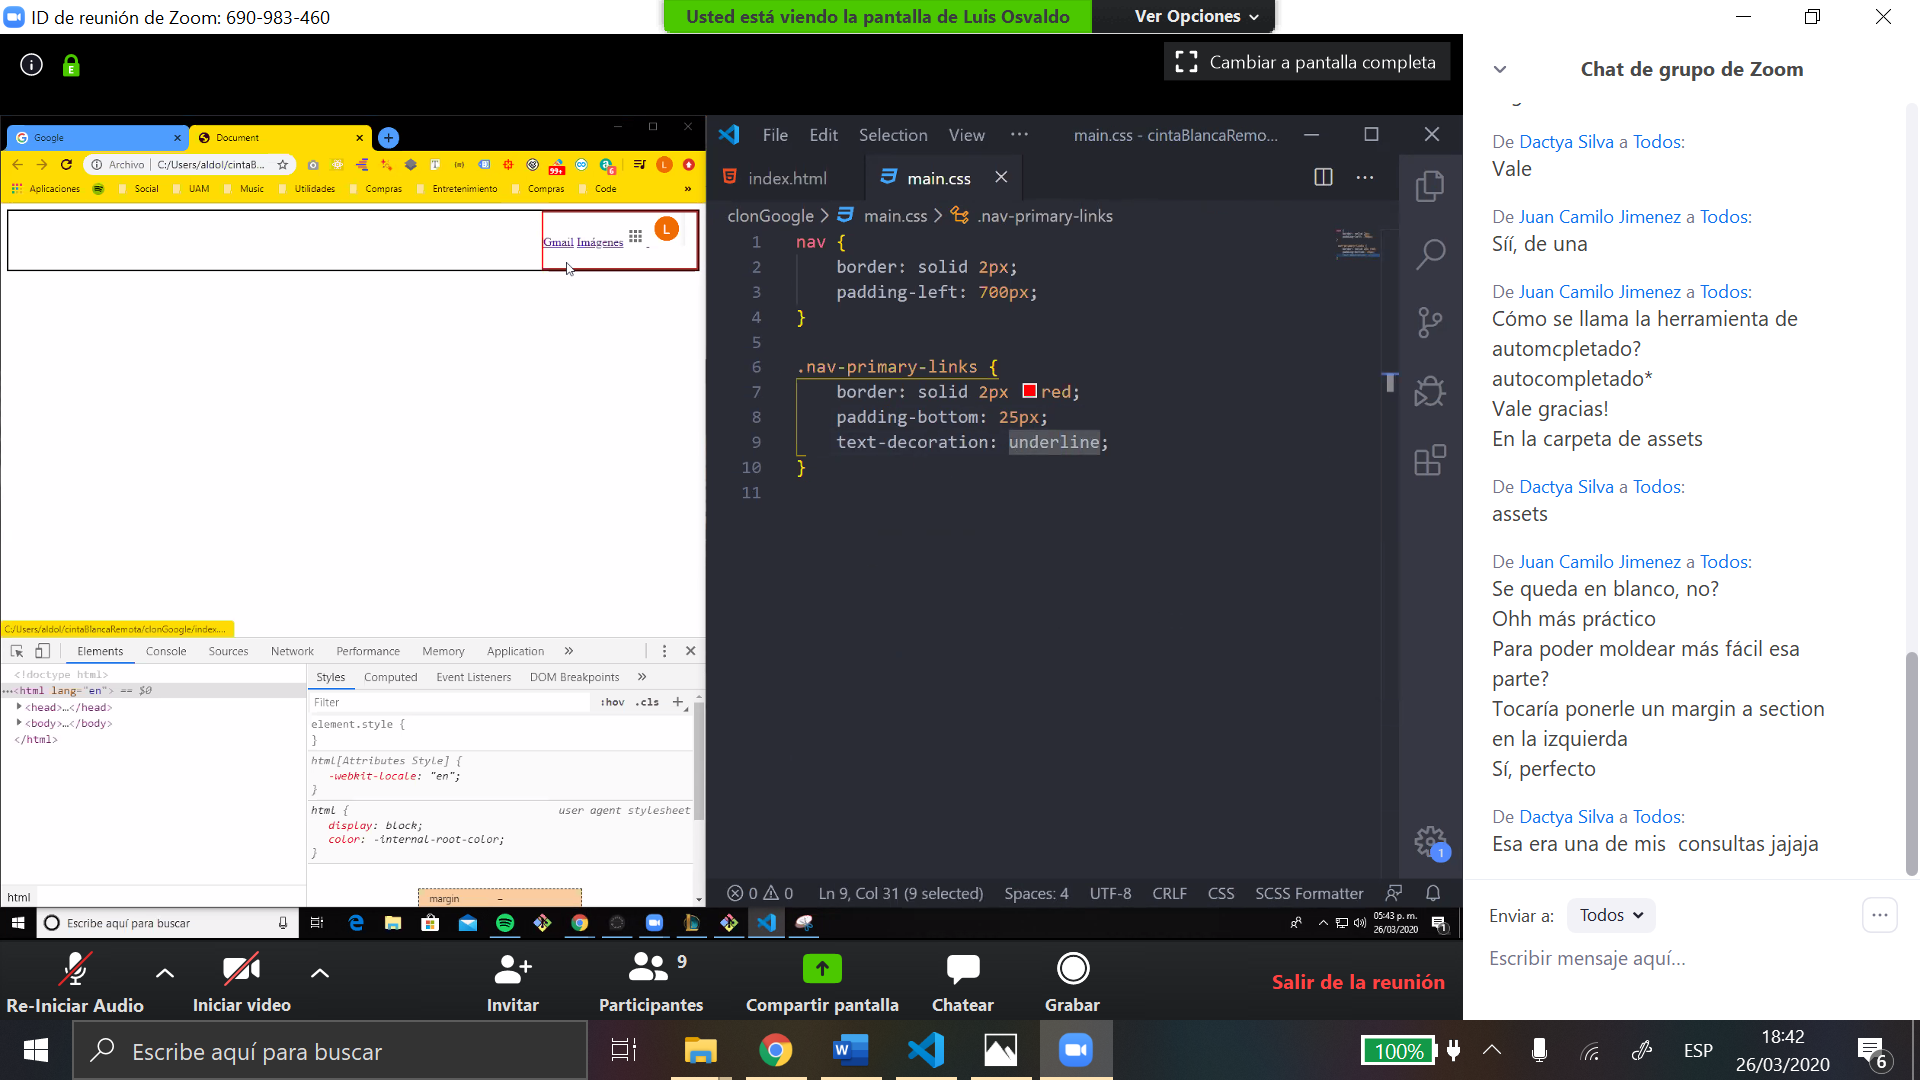 ID de reunión de Zoom: 690-983-460
Usted está viendo la pantalla de Luis Osvaldo
Ver Opciones
Cambiar a pantalla completa
Google
Document
Archivo
C:/Users/aldol/cintaB...
Aplicaciones
Social
UAM
Music
Utilidades
Compras
Entretenimiento
Compras
Code
»
Gmail Imágenes
L
C:/Users/aldol/cintaBlancaRemota/clonGoogle/index....
Elements
Console
Sources
Network
Performance
Memory
Application
»
<!doctype html>
...<html lang="en"> == $0
<head>…</head>
<body>…</body>
</html>
html
Styles
Computed
Event Listeners
DOM Breakpoints
»
Filter
:hov
.cls
+
element.style {
}
html[Attributes Style] {
-webkit-locale: "en";
}
html {
user agent stylesheet
display: block;
color: -internal-root-color;
}
margin
–
File
Edit
Selection
View
···
main.css - cintaBlancaRemo...
index.html
main.css
clonGoogle > main.css > .nav-primary-links
1 nav {
2 border: solid 2px;
3 padding-left: 700px;
4 }
5
6 .nav-primary-links {
7 border: solid 2px red;
8 padding-bottom: 25px;
9 text-decoration: underline;
10 }
11
1
0 0
Ln 9, Col 31 (9 selected)
Spaces: 4
UTF-8
CRLF
CSS
SCSS Formatter
Escribe aquí para buscar
05:43 p. m.
26/03/2020
Re-Iniciar Audio
Iniciar video
Invitar
9
Participantes
Compartir pantalla
Chatear
Grabar
Salir de la reunión
Chat de grupo de Zoom
De Dactya Silva a Todos:
Vale
De Juan Camilo Jimenez a Todos:
Síí, de una
De Juan Camilo Jimenez a Todos:
Cómo se llama la herramienta de
automcpletado?
autocompletado*
Vale gracias!
En la carpeta de assets
De Dactya Silva a Todos:
assets
De Juan Camilo Jimenez a Todos:
Se queda en blanco, no?
Ohh más práctico
Para poder moldear más fácil esa
parte?
Tocaría ponerle un margin a section
en la izquierda
Sí, perfecto
De Dactya Silva a Todos:
Esa era una de mis  consultas jajaja
Enviar a:
Todos
Escribir mensaje aquí...
Escribe aquí para buscar
100%
ESP
18:42
26/03/2020
6